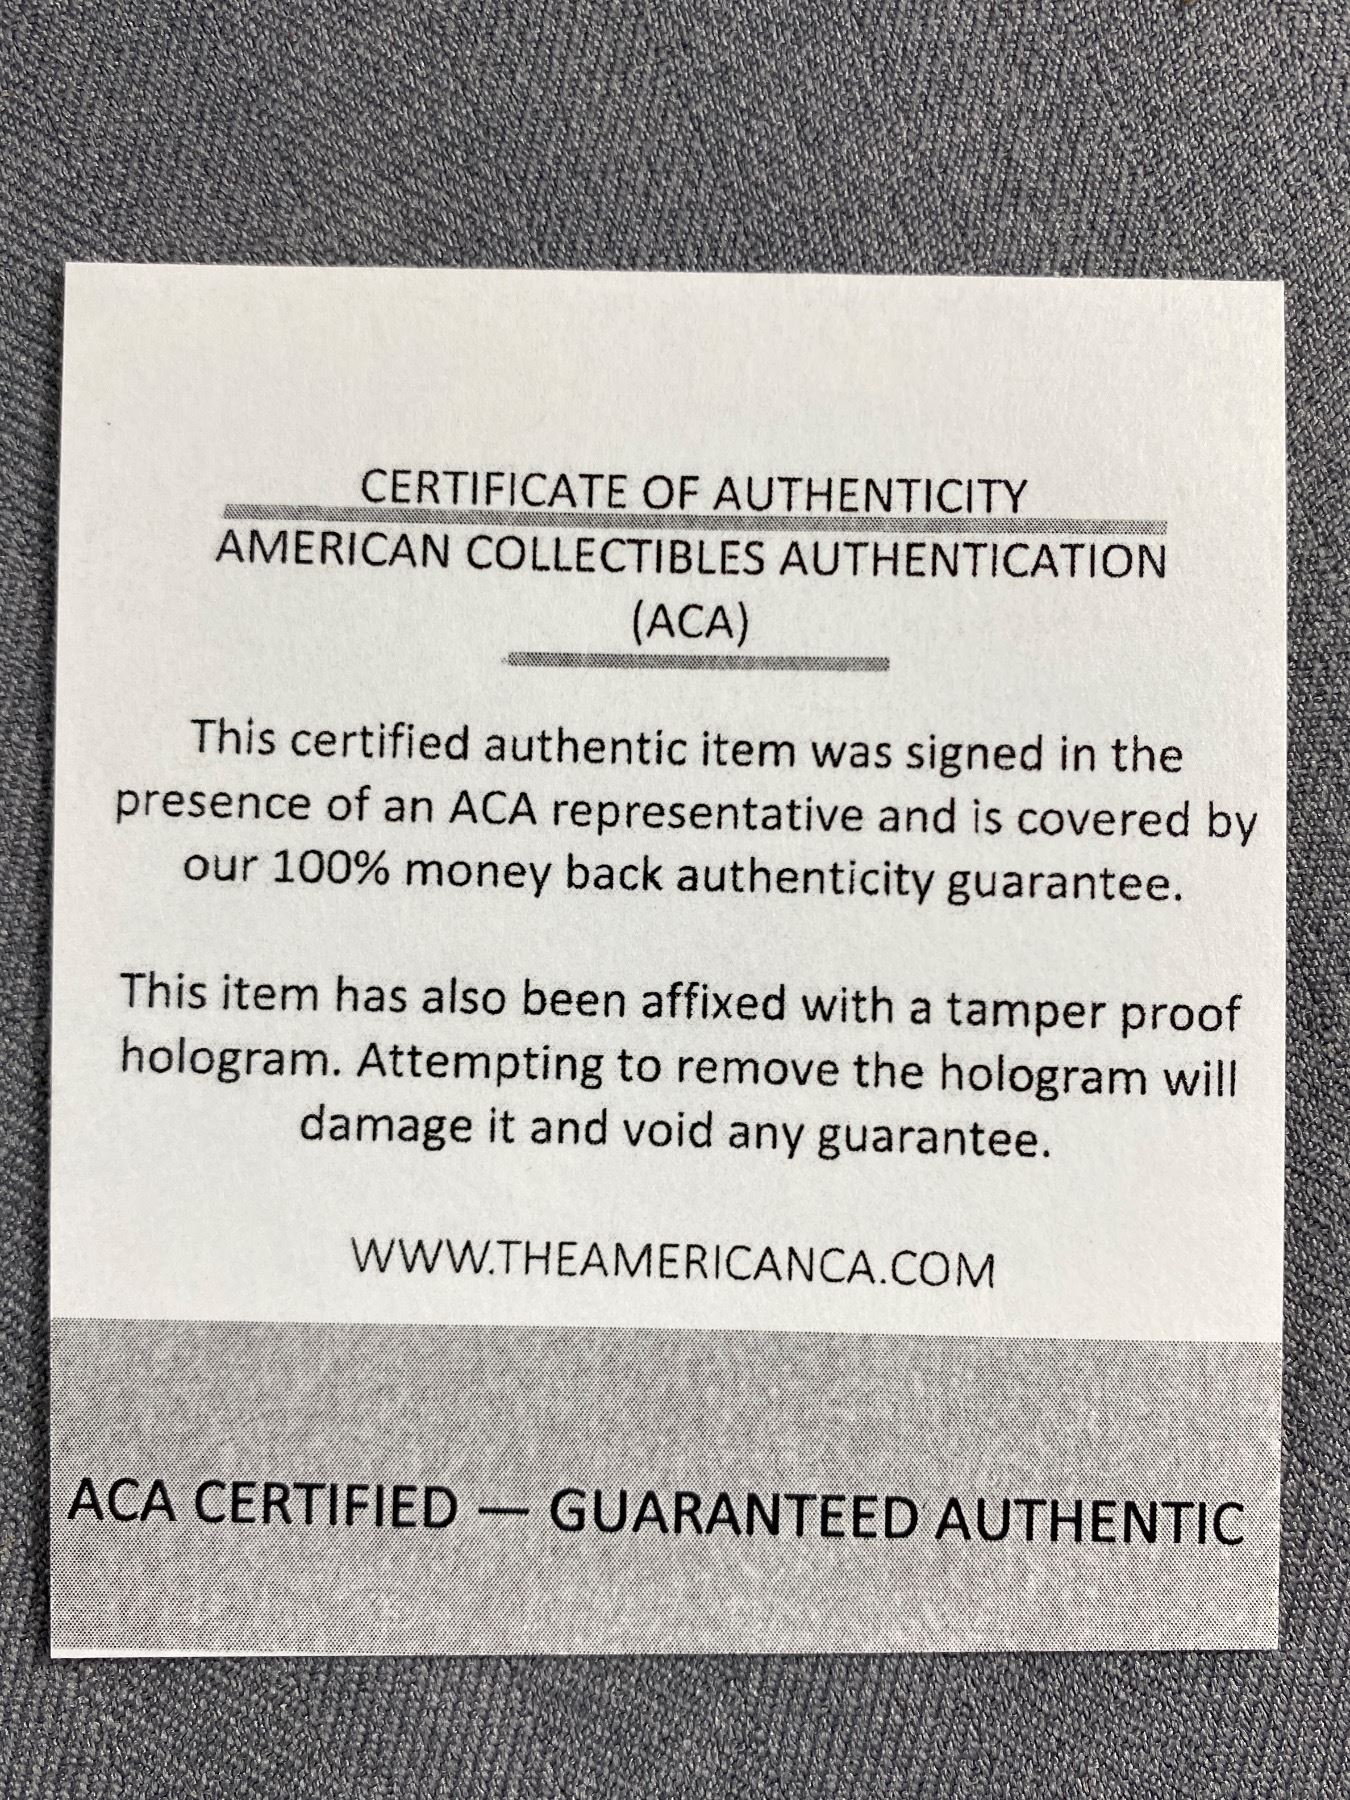 CERTIFICATE OF AUTHENTICITY
AMERICAN COLLECTIBLES AUTHENTICATION
(ACA)
This certified authentic item was signed in the
presence of an ACA representative and is covered by
our 100% money back authenticity guarantee.
This item has also been affixed with a tamper proof
hologram. Attempting to remove the hologram will
damage it and void any guarantee.
WWW.THEAMERICANCA.COM
ACA CERTIFIED — GUARANTEED AUTHENTIC